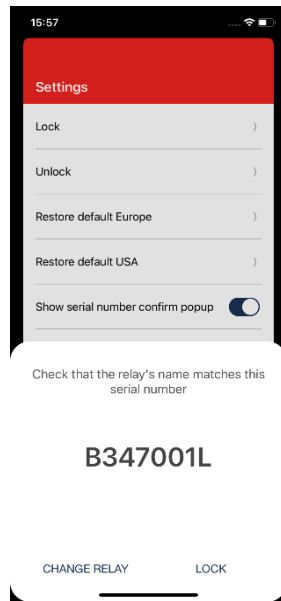 15:57
Settings
Lock
Unlock
Restore default Europe
Restore default USA
Show serial number confirm popup
Check that the relay's name matches this
serial number
B347001L
CHANGE RELAY LOCK